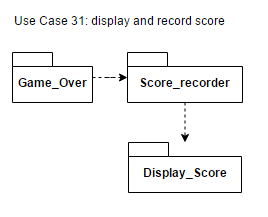 Use Case 31: display and record score
Game_Over
Score_recorder
Display_Score